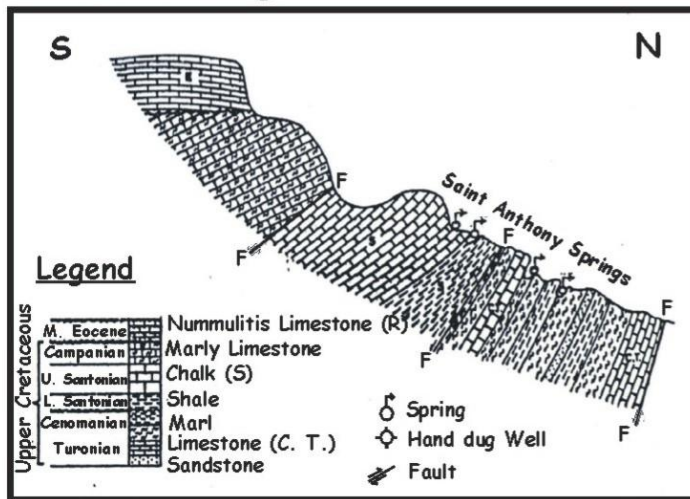 S N
Saint Anthony Springs
F
F
F
F
F
F
s
Legend
Upper Cretaceous
M. Eocene Nummulitis Limestone (R)
Campanian Marly Limestone
U. Santonian Chalk (S)
L. Santonian Shale
Cenomanian Marl
Turonian Limestone (C. T.)
Sandstone
Spring
Hand dug Well
Fault